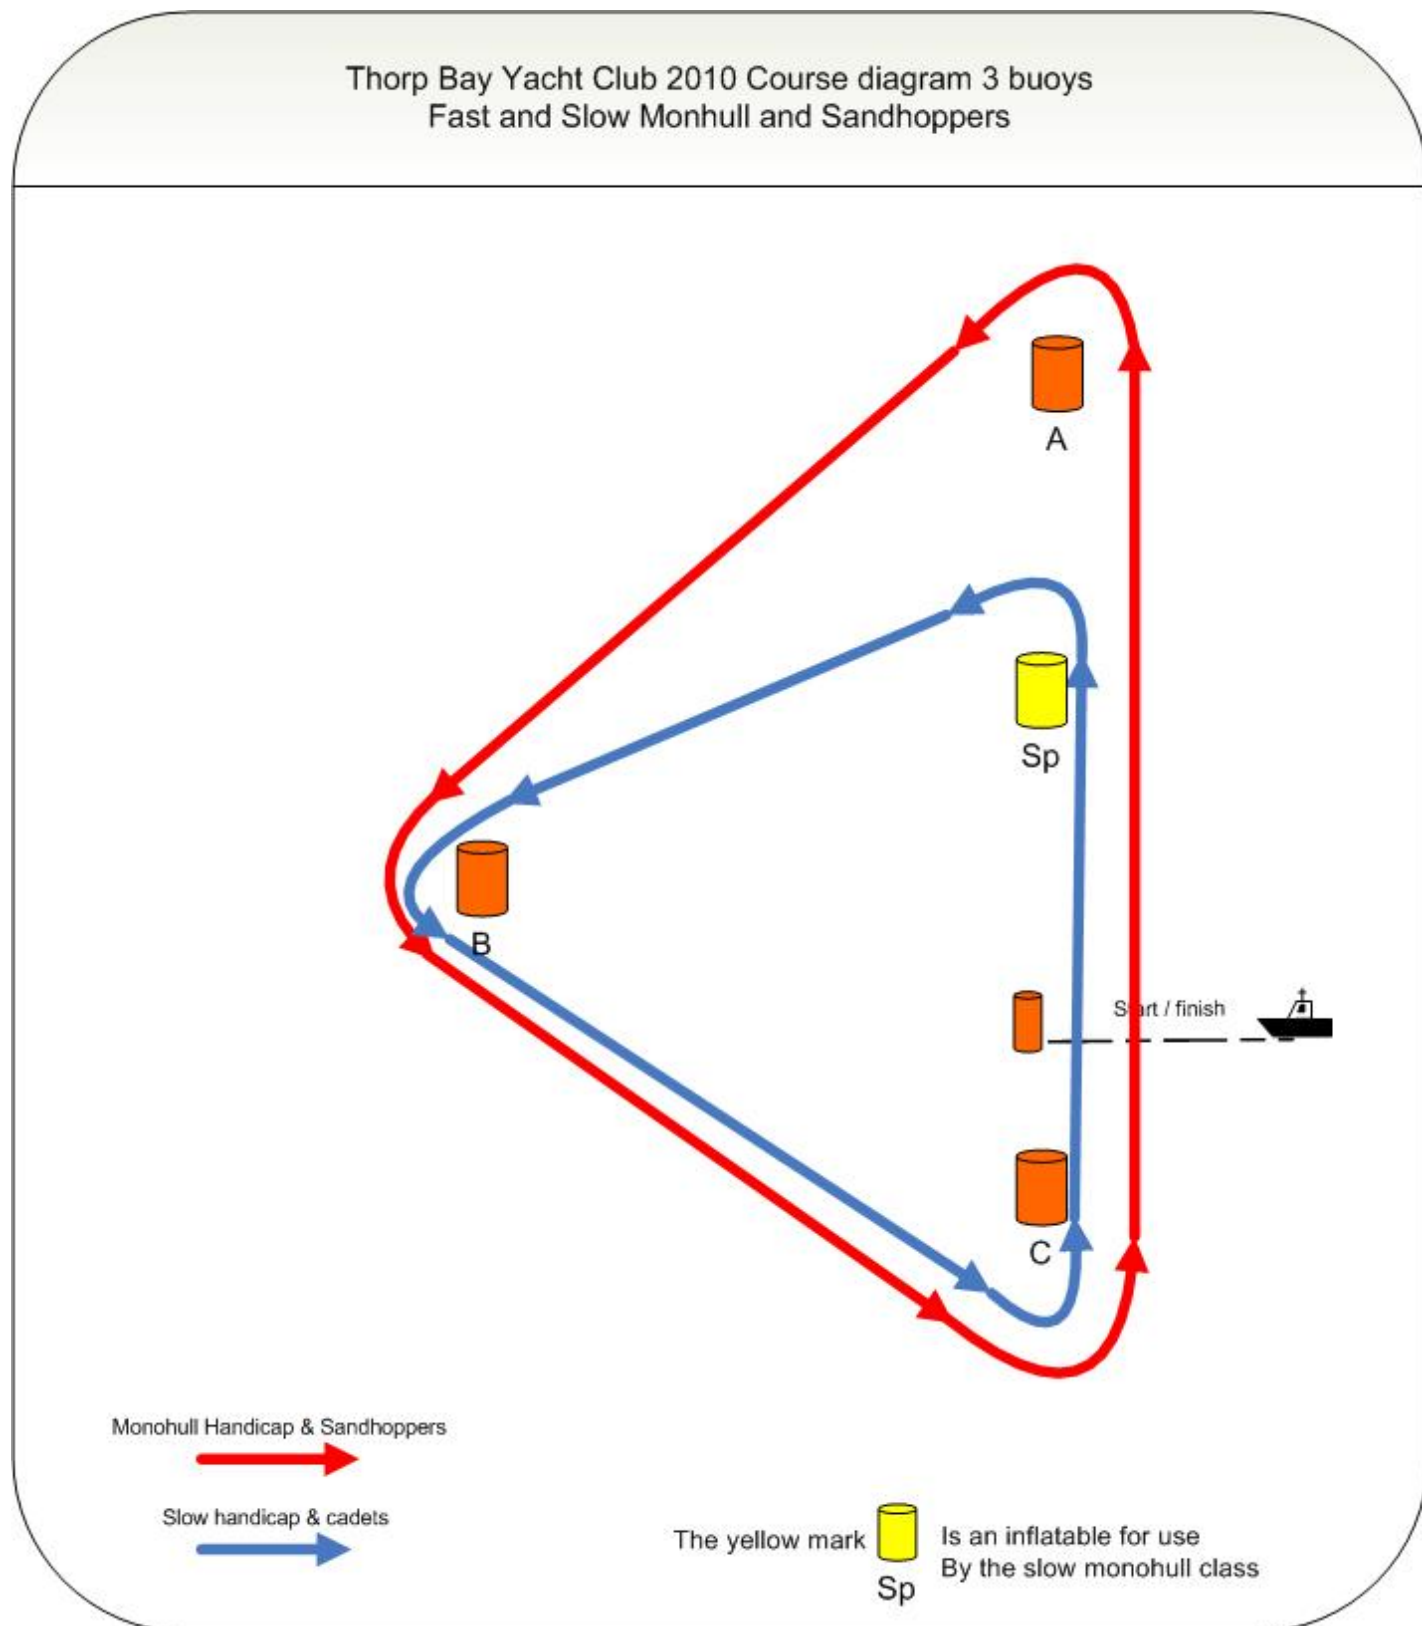 Thorp Bay Yacht Club 2010 Course diagram 3 buoys
Fast and Slow Monhull and Sandhoppers
A
Sp
B
Start / finish
C
Monohull Handicap & Sandhoppers
Slow handicap & cadets
The yellow mark
Sp
Is an inflatable for use
By the slow monohull class